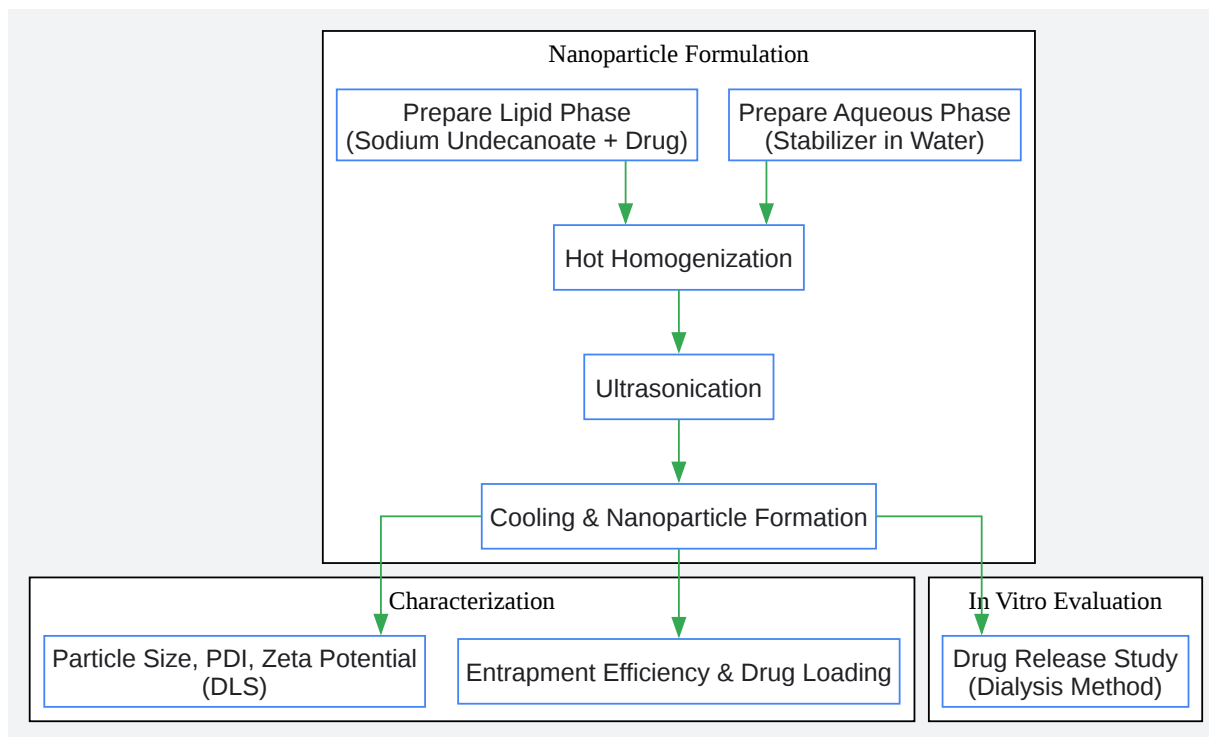 Nanoparticle Formulation
Prepare Lipid Phase
(Sodium Undecanoate + Drug)
Prepare Aqueous Phase
(Stabilizer in Water)
Hot Homogenization
Ultrasonication
Cooling & Nanoparticle Formation
Characterization
Particle Size, PDI, Zeta Potential
(DLS)
Entrapment Efficiency & Drug Loading
In Vitro Evaluation
Drug Release Study
(Dialysis Method)